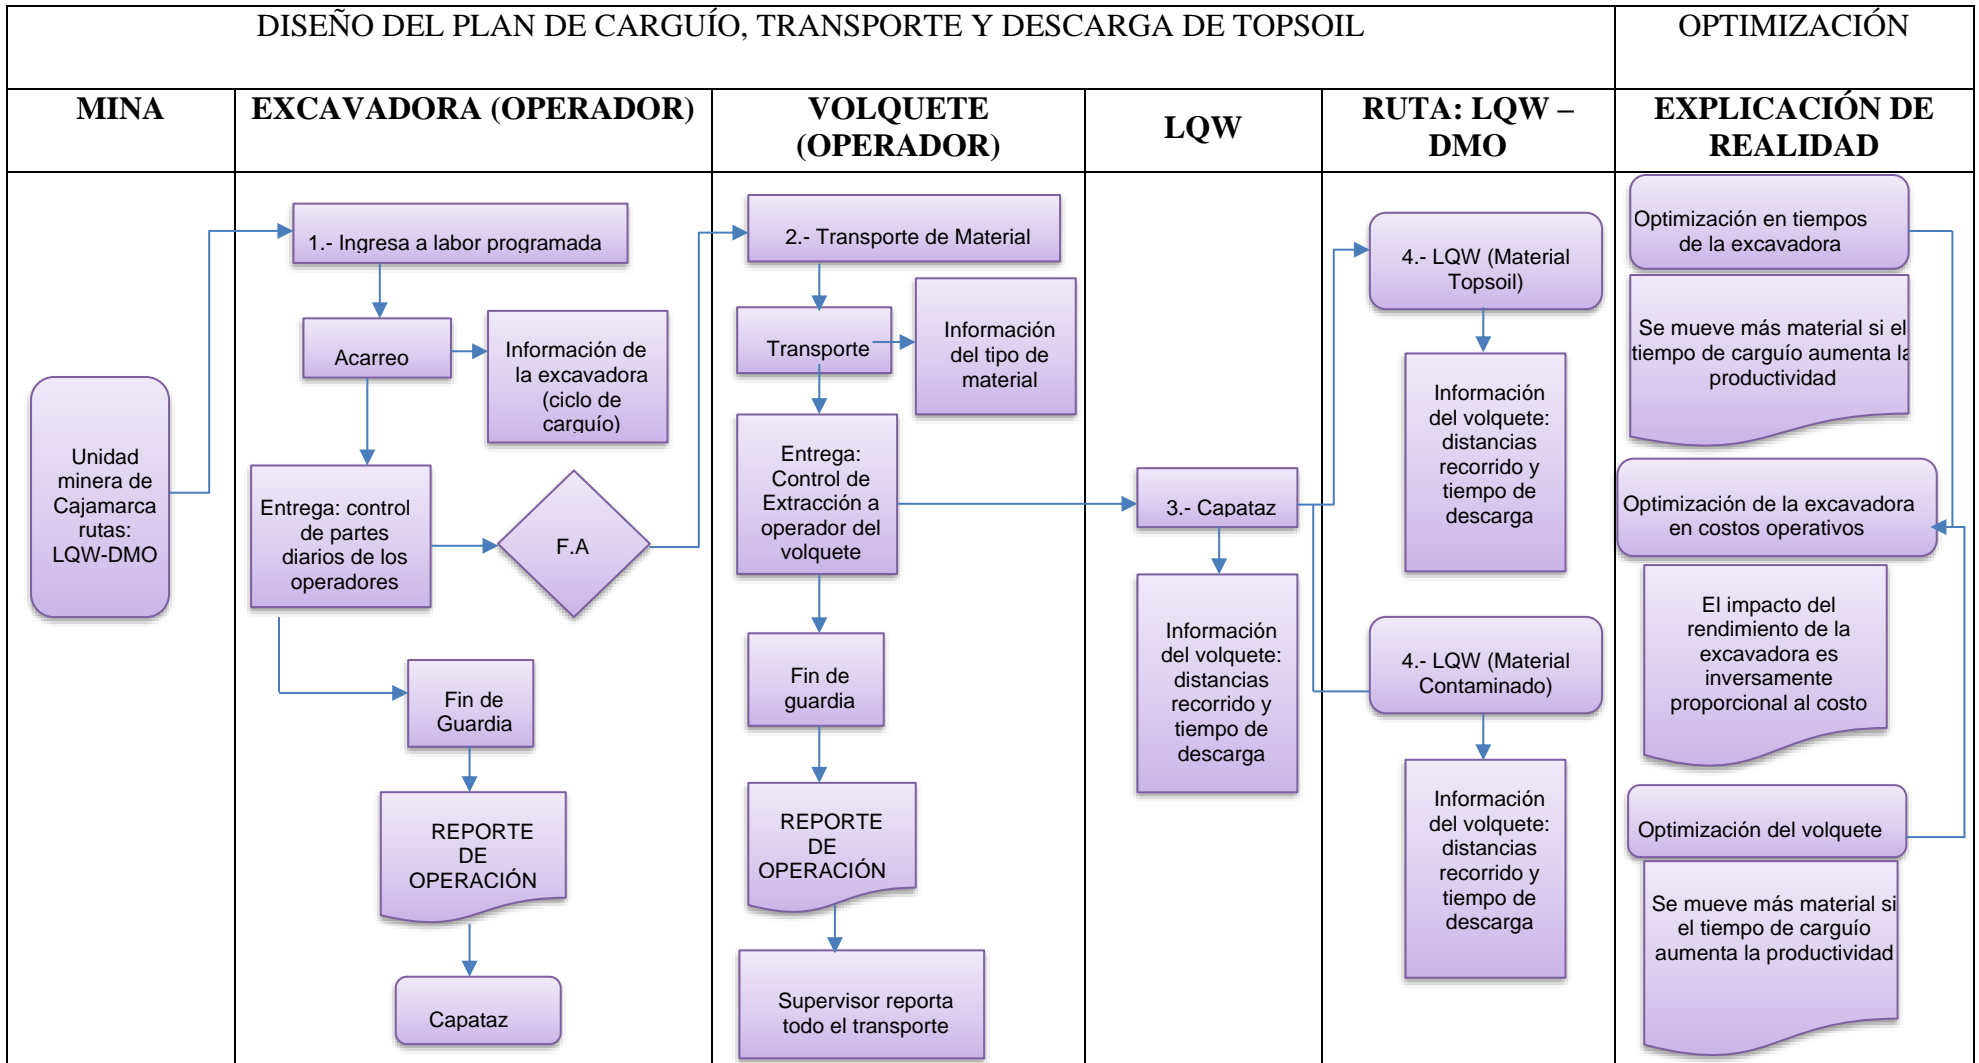 DISEÑO DEL PLAN DE CARGUÍO, TRANSPORTE Y DESCARGA DE TOPSOIL
OPTIMIZACIÓN
MINA
EXCAVADORA (OPERADOR)
VOLQUETE
(OPERADOR)
LQW
RUTA: LQW –
DMO
EXPLICACIÓN DE
REALIDAD
Unidad
minera de
Cajamarca
rutas:
LQW-DMO
1.- Ingresa a labor programada
Acarreo
Información de
la excavadora
(ciclo de
carguío)
Entrega: control
de partes
diarios de los
operadores
F.A
Fin de
Guardia
REPORTE
DE
OPERACIÓN
Capataz
2.- Transporte de Material
Transporte
Información
del tipo de
material
Entrega:
Control de
Extracción a
operador del
volquete
Fin de
guardia
REPORTE
DE
OPERACIÓN
Supervisor reporta
todo el transporte
3.- Capataz
Información
del volquete:
distancias
recorrido y
tiempo de
descarga
4.- LQW (Material
Topsoil)
Información
del volquete:
distancias
recorrido y
tiempo de
descarga
4.- LQW (Material
Contaminado)
Información
del volquete:
distancias
recorrido y
tiempo de
descarga
Optimización en tiempos
de la excavadora
Se mueve más material si el
tiempo de carguío aumenta la
productividad
Optimización de la excavadora
en costos operativos
El impacto del
rendimiento de la
excavadora es
inversamente
proporcional al costo
Optimización del volquete
Se mueve más material si
el tiempo de carguío
aumenta la productividad